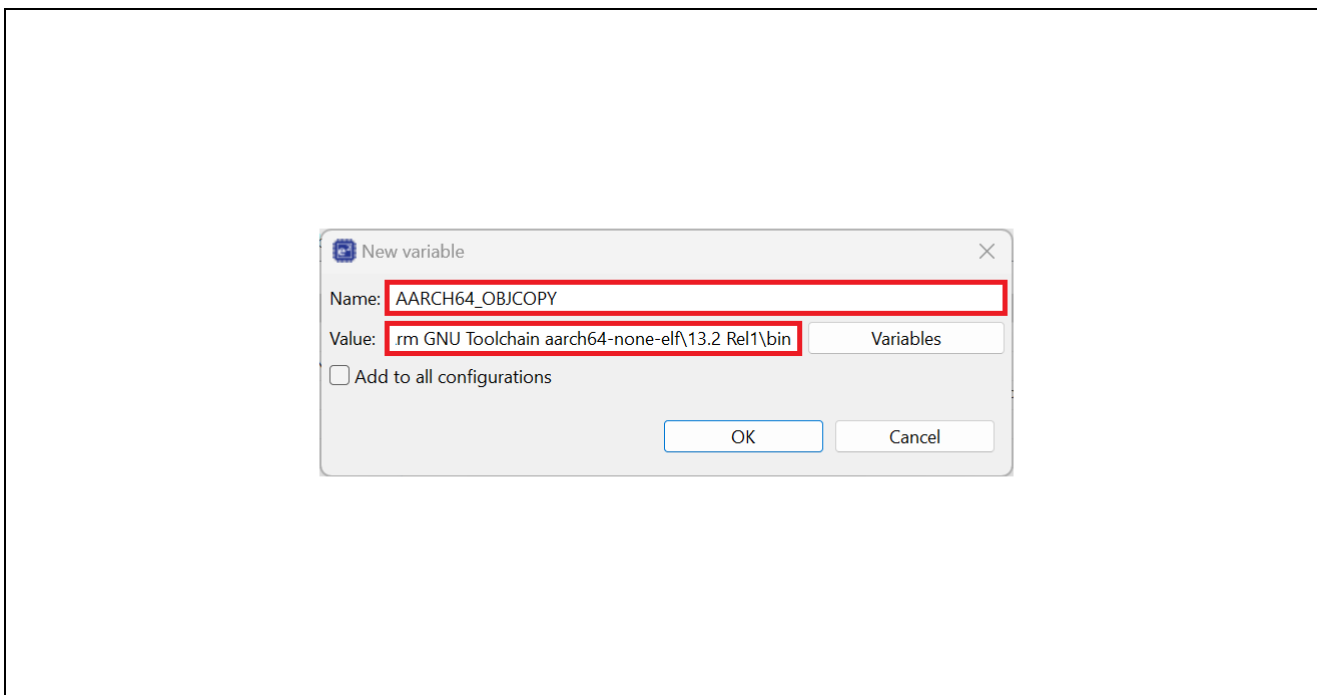 New variable
Name: AARCH64_OBJCOPY
Value: rm GNU Toolchain aarch64-none-elf\13.2 Rel1\bin Variables
Add to all configurations
OK Cancel